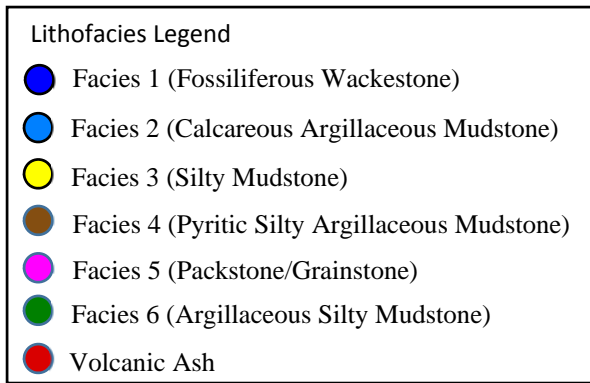 Lithofacies Legend
Facies 1 (Fossiliferous Wackestone)
Facies 2 (Calcareous Argillaceous Mudstone)
Facies 3 (Silty Mudstone)
Facies 4 (Pyritic Silty Argillaceous Mudstone)
Facies 5 (Packstone/Grainstone)
Facies 6 (Argillaceous Silty Mudstone)
Volcanic Ash